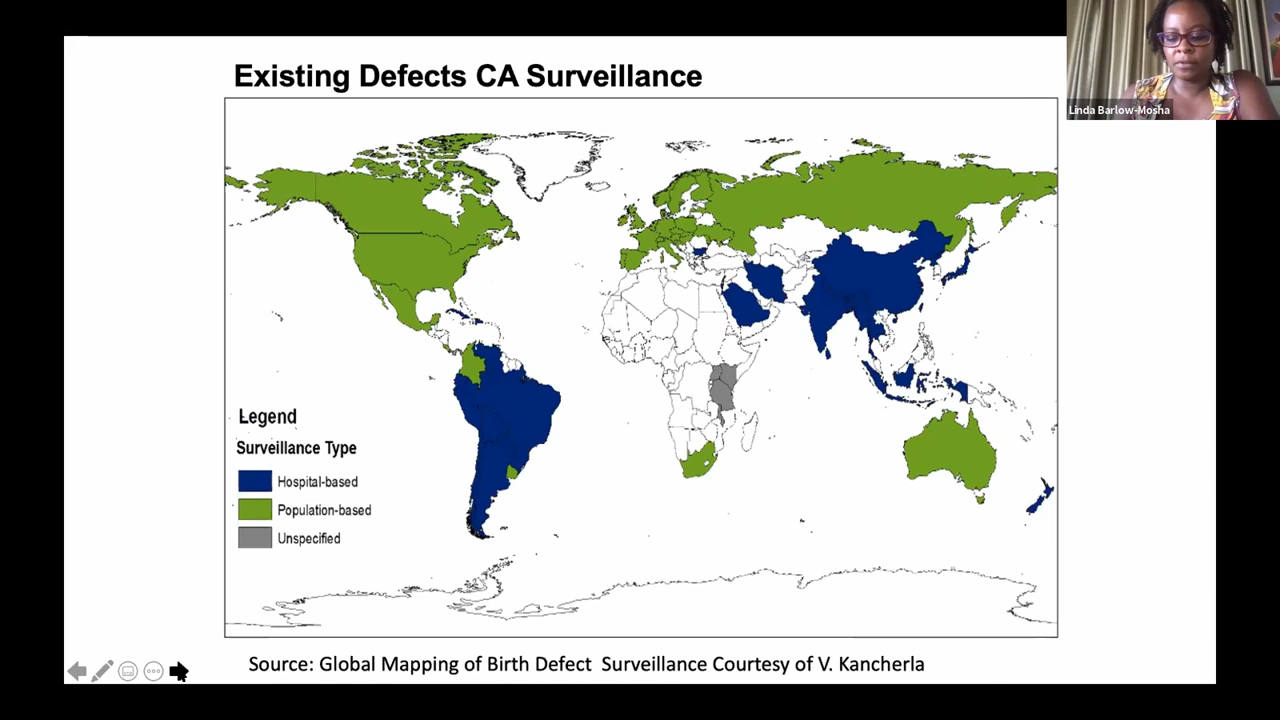 Existing Defects CA Surveillance
Linda Barlow-Mosha
Legend
Surveillance Type
Hospital-based
Population-based
Unspecified
Source: Global Mapping of Birth Defect Surveillance Courtesy of V. Kancherla